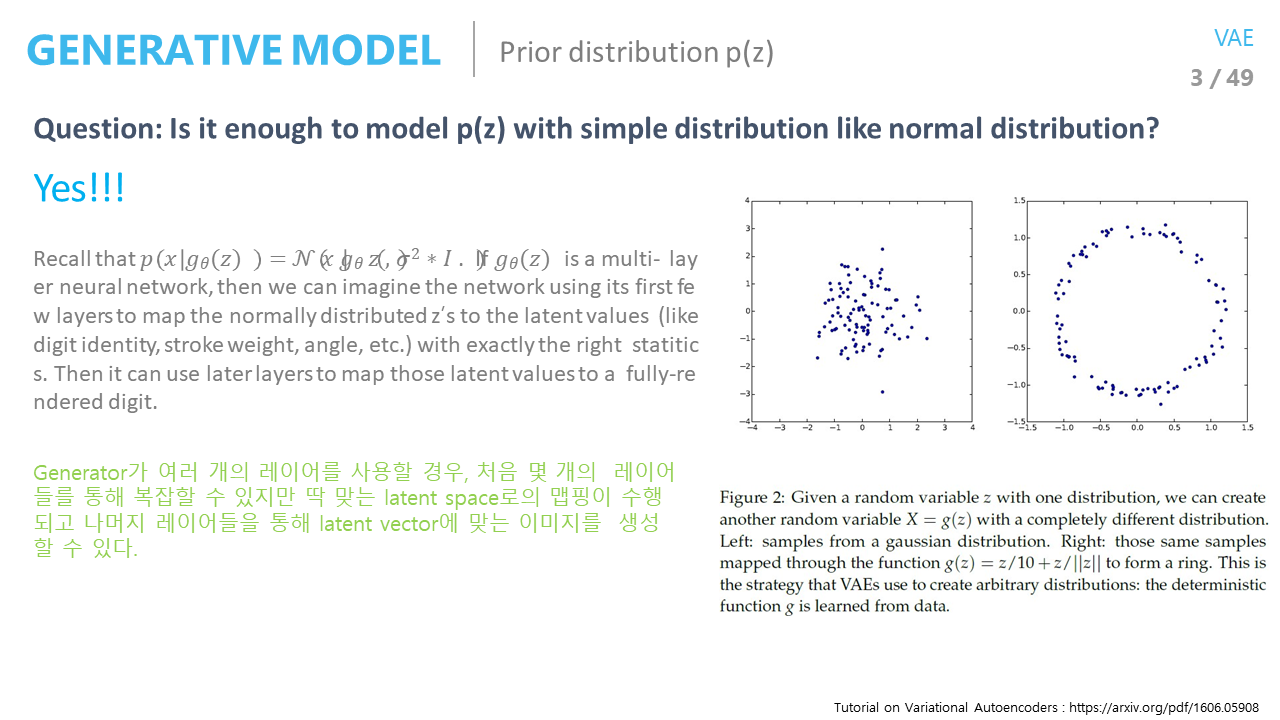 GENERATIVE MODEL
Prior distribution p(z)
VAE
3 / 49
Question: Is it enough to model p(z) with simple distribution like normal distribution?
Yes!!!
Recall that p(x|g_θ(z) ) = 𝒩(x|g_θ(z), σ² * I). If g_θ(z) is a multi- lay
er neural network, then we can imagine the network using its first fe
w layers to map the normally distributed z's to the latent values (like
digit identity, stroke weight, angle, etc.) with exactly the right statitic
s. Then it can use later layers to map those latent values to a fully-re
ndered digit.
Generator가 여러 개의 레이어를 사용할 경우, 처음 몇 개의 레이어
들을 통해 복잡할 수 있지만 딱 맞는 latent space로의 맵핑이 수행
되고 나머지 레이어들을 통해 latent vector에 맞는 이미지를 생성
할 수 있다.
4
3
2
1
0
−1
−2
−3
−4
−4 −3 −2 −1 0 1 2 3 4
1.5
1.0
0.5
0.0
−0.5
−1.0
−1.5
−1.5 −1.0 −0.5 0.0 0.5 1.0 1.5
Figure 2: Given a random variable z with one distribution, we can create
another random variable X = g(z) with a completely different distribution.
Left: samples from a gaussian distribution. Right: those same samples
mapped through the function g(z) = z/10 + z/||z|| to form a ring. This is
the strategy that VAEs use to create arbitrary distributions: the deterministic
function g is learned from data.
Tutorial on Variational Autoencoders : https://arxiv.org/pdf/1606.05908